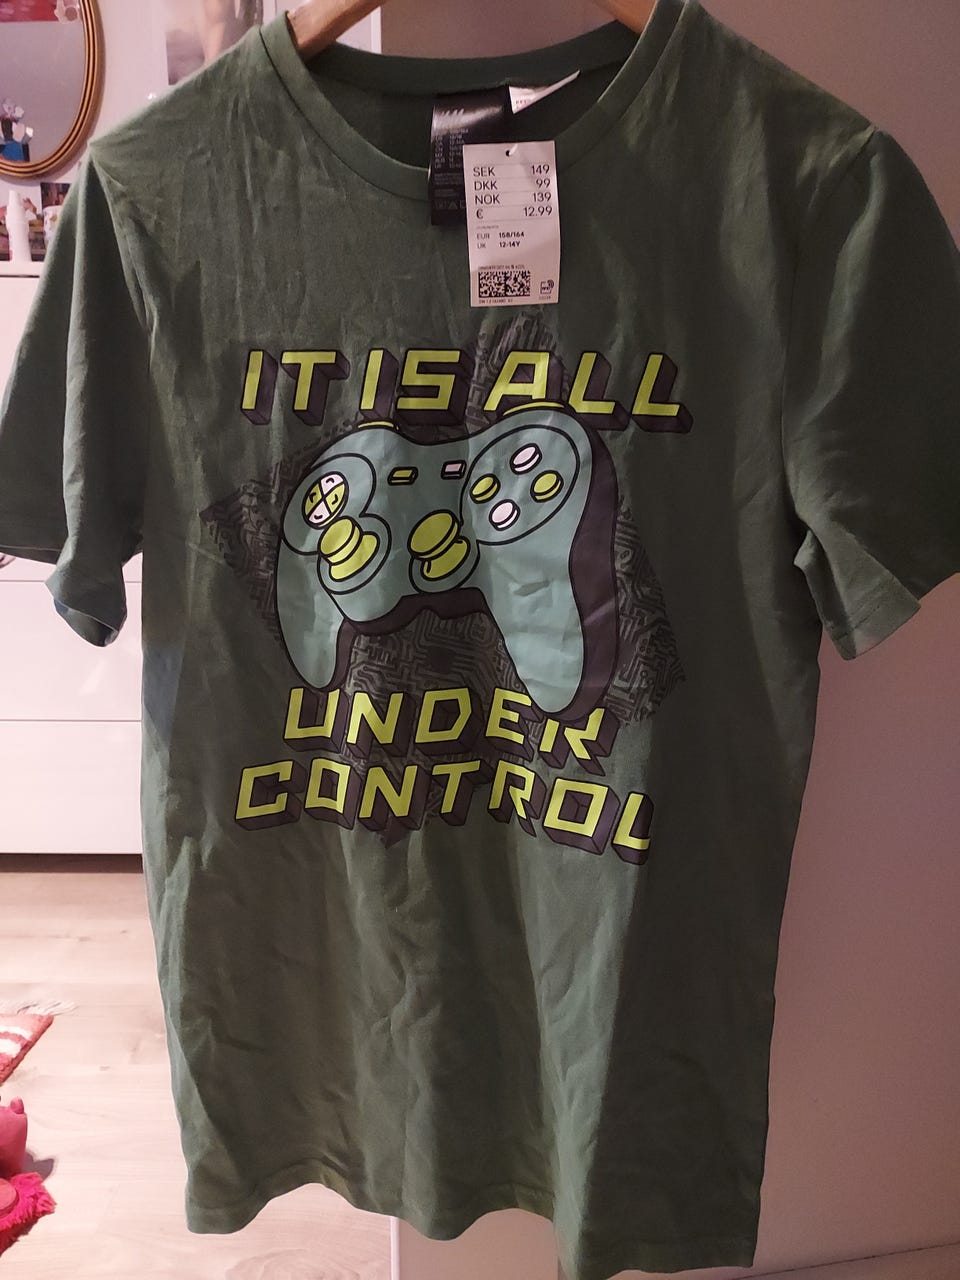 SEK 149
DKK 99
NOK 139
€ 12.99
EUR 158/164
UK 12-14Y
IT IS ALL
UNDER
CONTROL